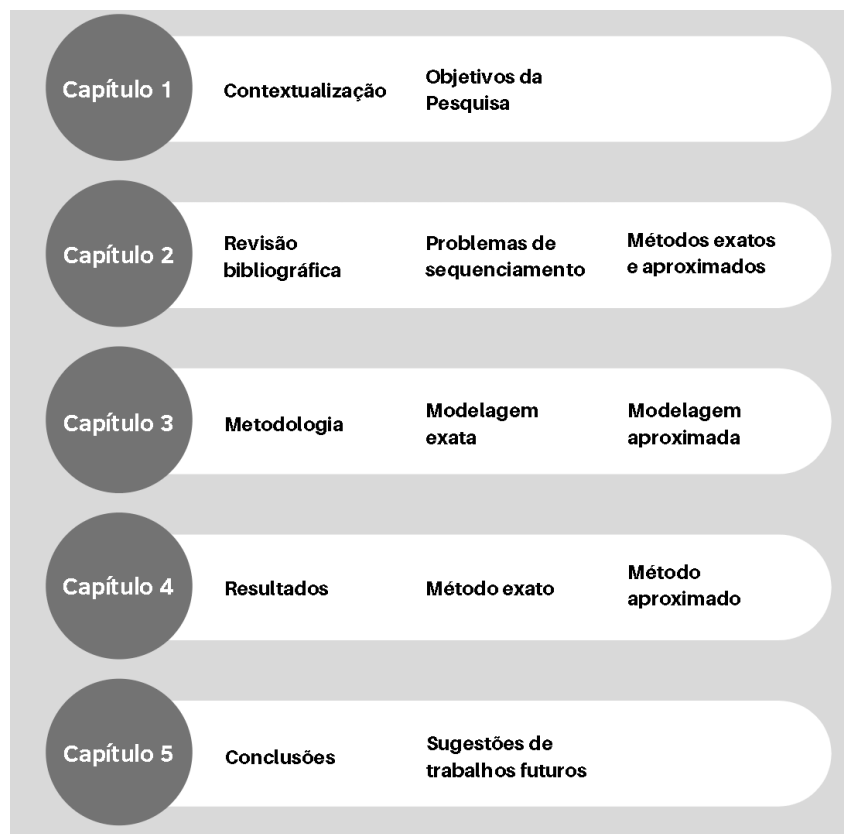 Capítulo 1
Contextualização
Objetivos da
Pesquisa
Capítulo 2
Revisão
bibliográfica
Problemas de
sequenciamento
Métodos exatos
e aproximados
Capítulo 3
Metodologia
Modelagem
exata
Modelagem
aproximada
Capítulo 4
Resultados
Método exato
Método
aproximado
Capítulo 5
Conclusões
Sugestões de
trabalhos futuros